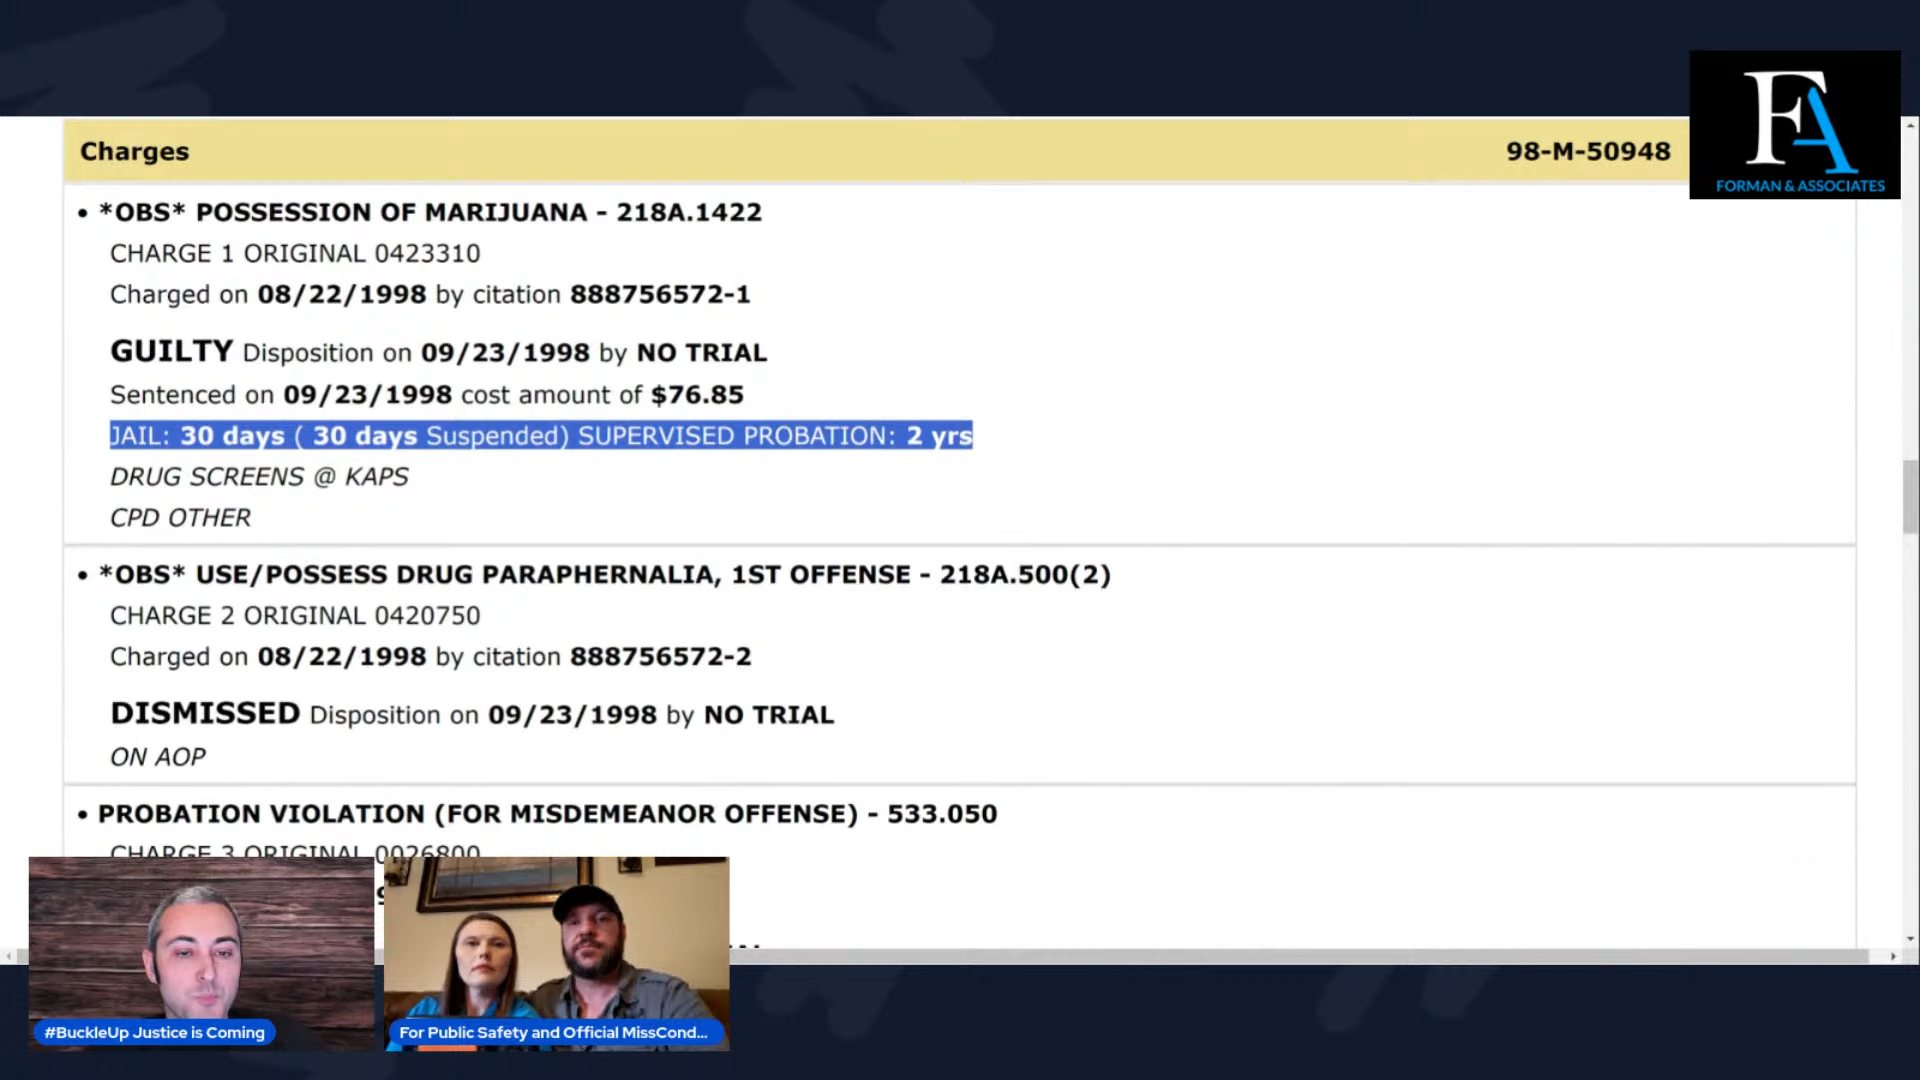 Charges 98-M-50948
FA
FORMAN & ASSOCIATES
• *OBS* POSSESSION OF MARIJUANA - 218A.1422
CHARGE 1 ORIGINAL 0423310
Charged on 08/22/1998 by citation 888756572-1
GUILTY Disposition on 09/23/1998 by NO TRIAL
Sentenced on 09/23/1998 cost amount of $76.85
JAIL: 30 days ( 30 days Suspended) SUPERVISED PROBATION: 2 yrs
DRUG SCREENS @ KAPS
CPD OTHER
• *OBS* USE/POSSESS DRUG PARAPHERNALIA, 1ST OFFENSE - 218A.500(2)
CHARGE 2 ORIGINAL 0420750
Charged on 08/22/1998 by citation 888756572-2
DISMISSED Disposition on 09/23/1998 by NO TRIAL
ON AOP
• PROBATION VIOLATION (FOR MISDEMEANOR OFFENSE) - 533.050
CHARGE 3 ORIGINAL 0026800
#BuckleUp Justice is Coming
For Public Safety and Official MissCond...